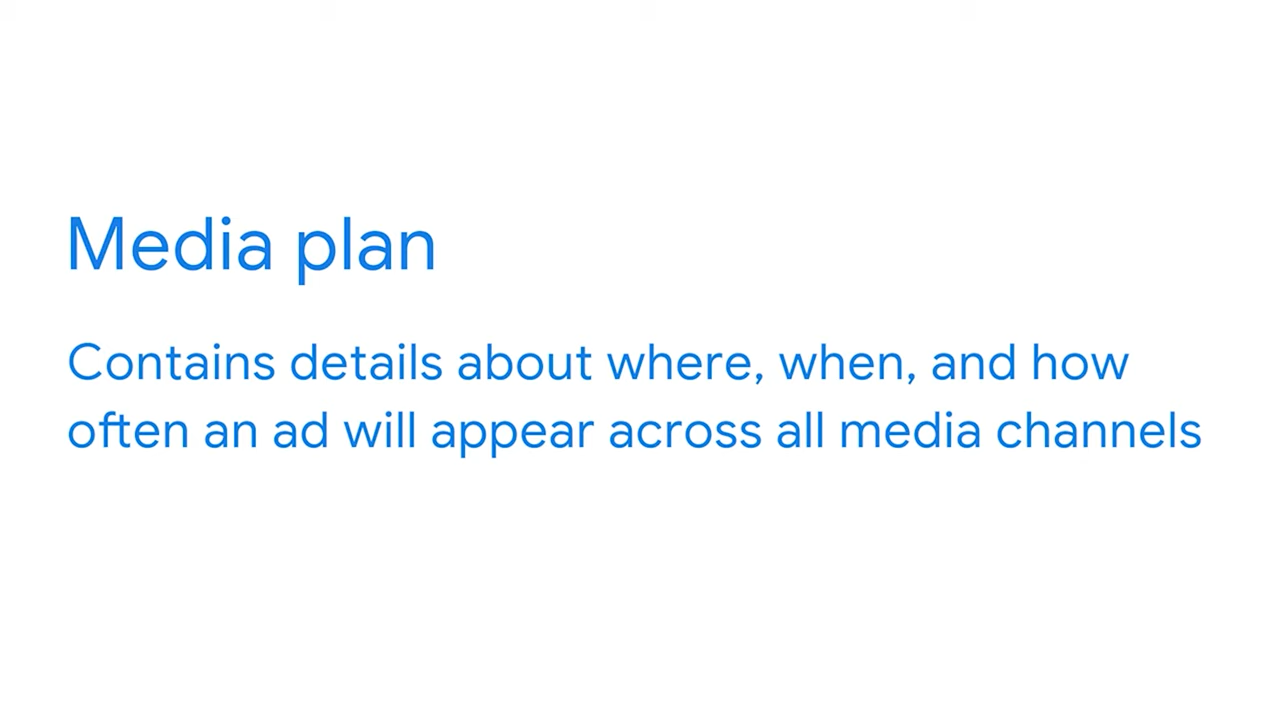 Media plan
Contains details about where, when, and how
often an ad will appear across all media channels